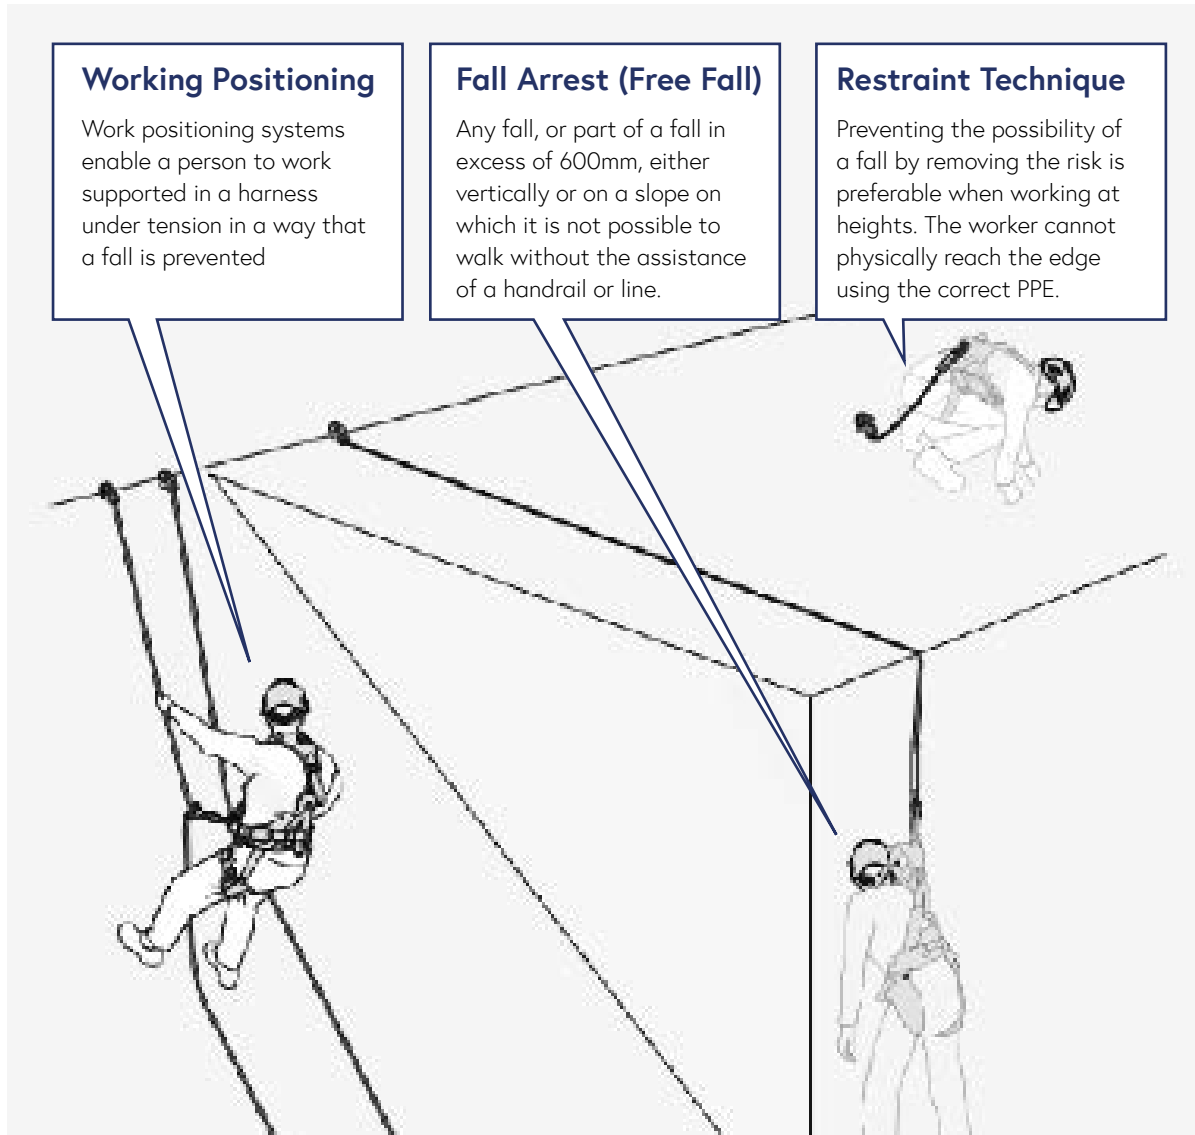 Working Positioning
Work positioning systems
enable a person to work
supported in a harness
under tension in a way that
a fall is prevented
Fall Arrest (Free Fall)
Any fall, or part of a fall in
excess of 600mm, either
vertically or on a slope on
which it is not possible to
walk without the assistance
of a handrail or line.
Restraint Technique
Preventing the possibility of
a fall by removing the risk is
preferable when working at
heights. The worker cannot
physically reach the edge
using the correct PPE.